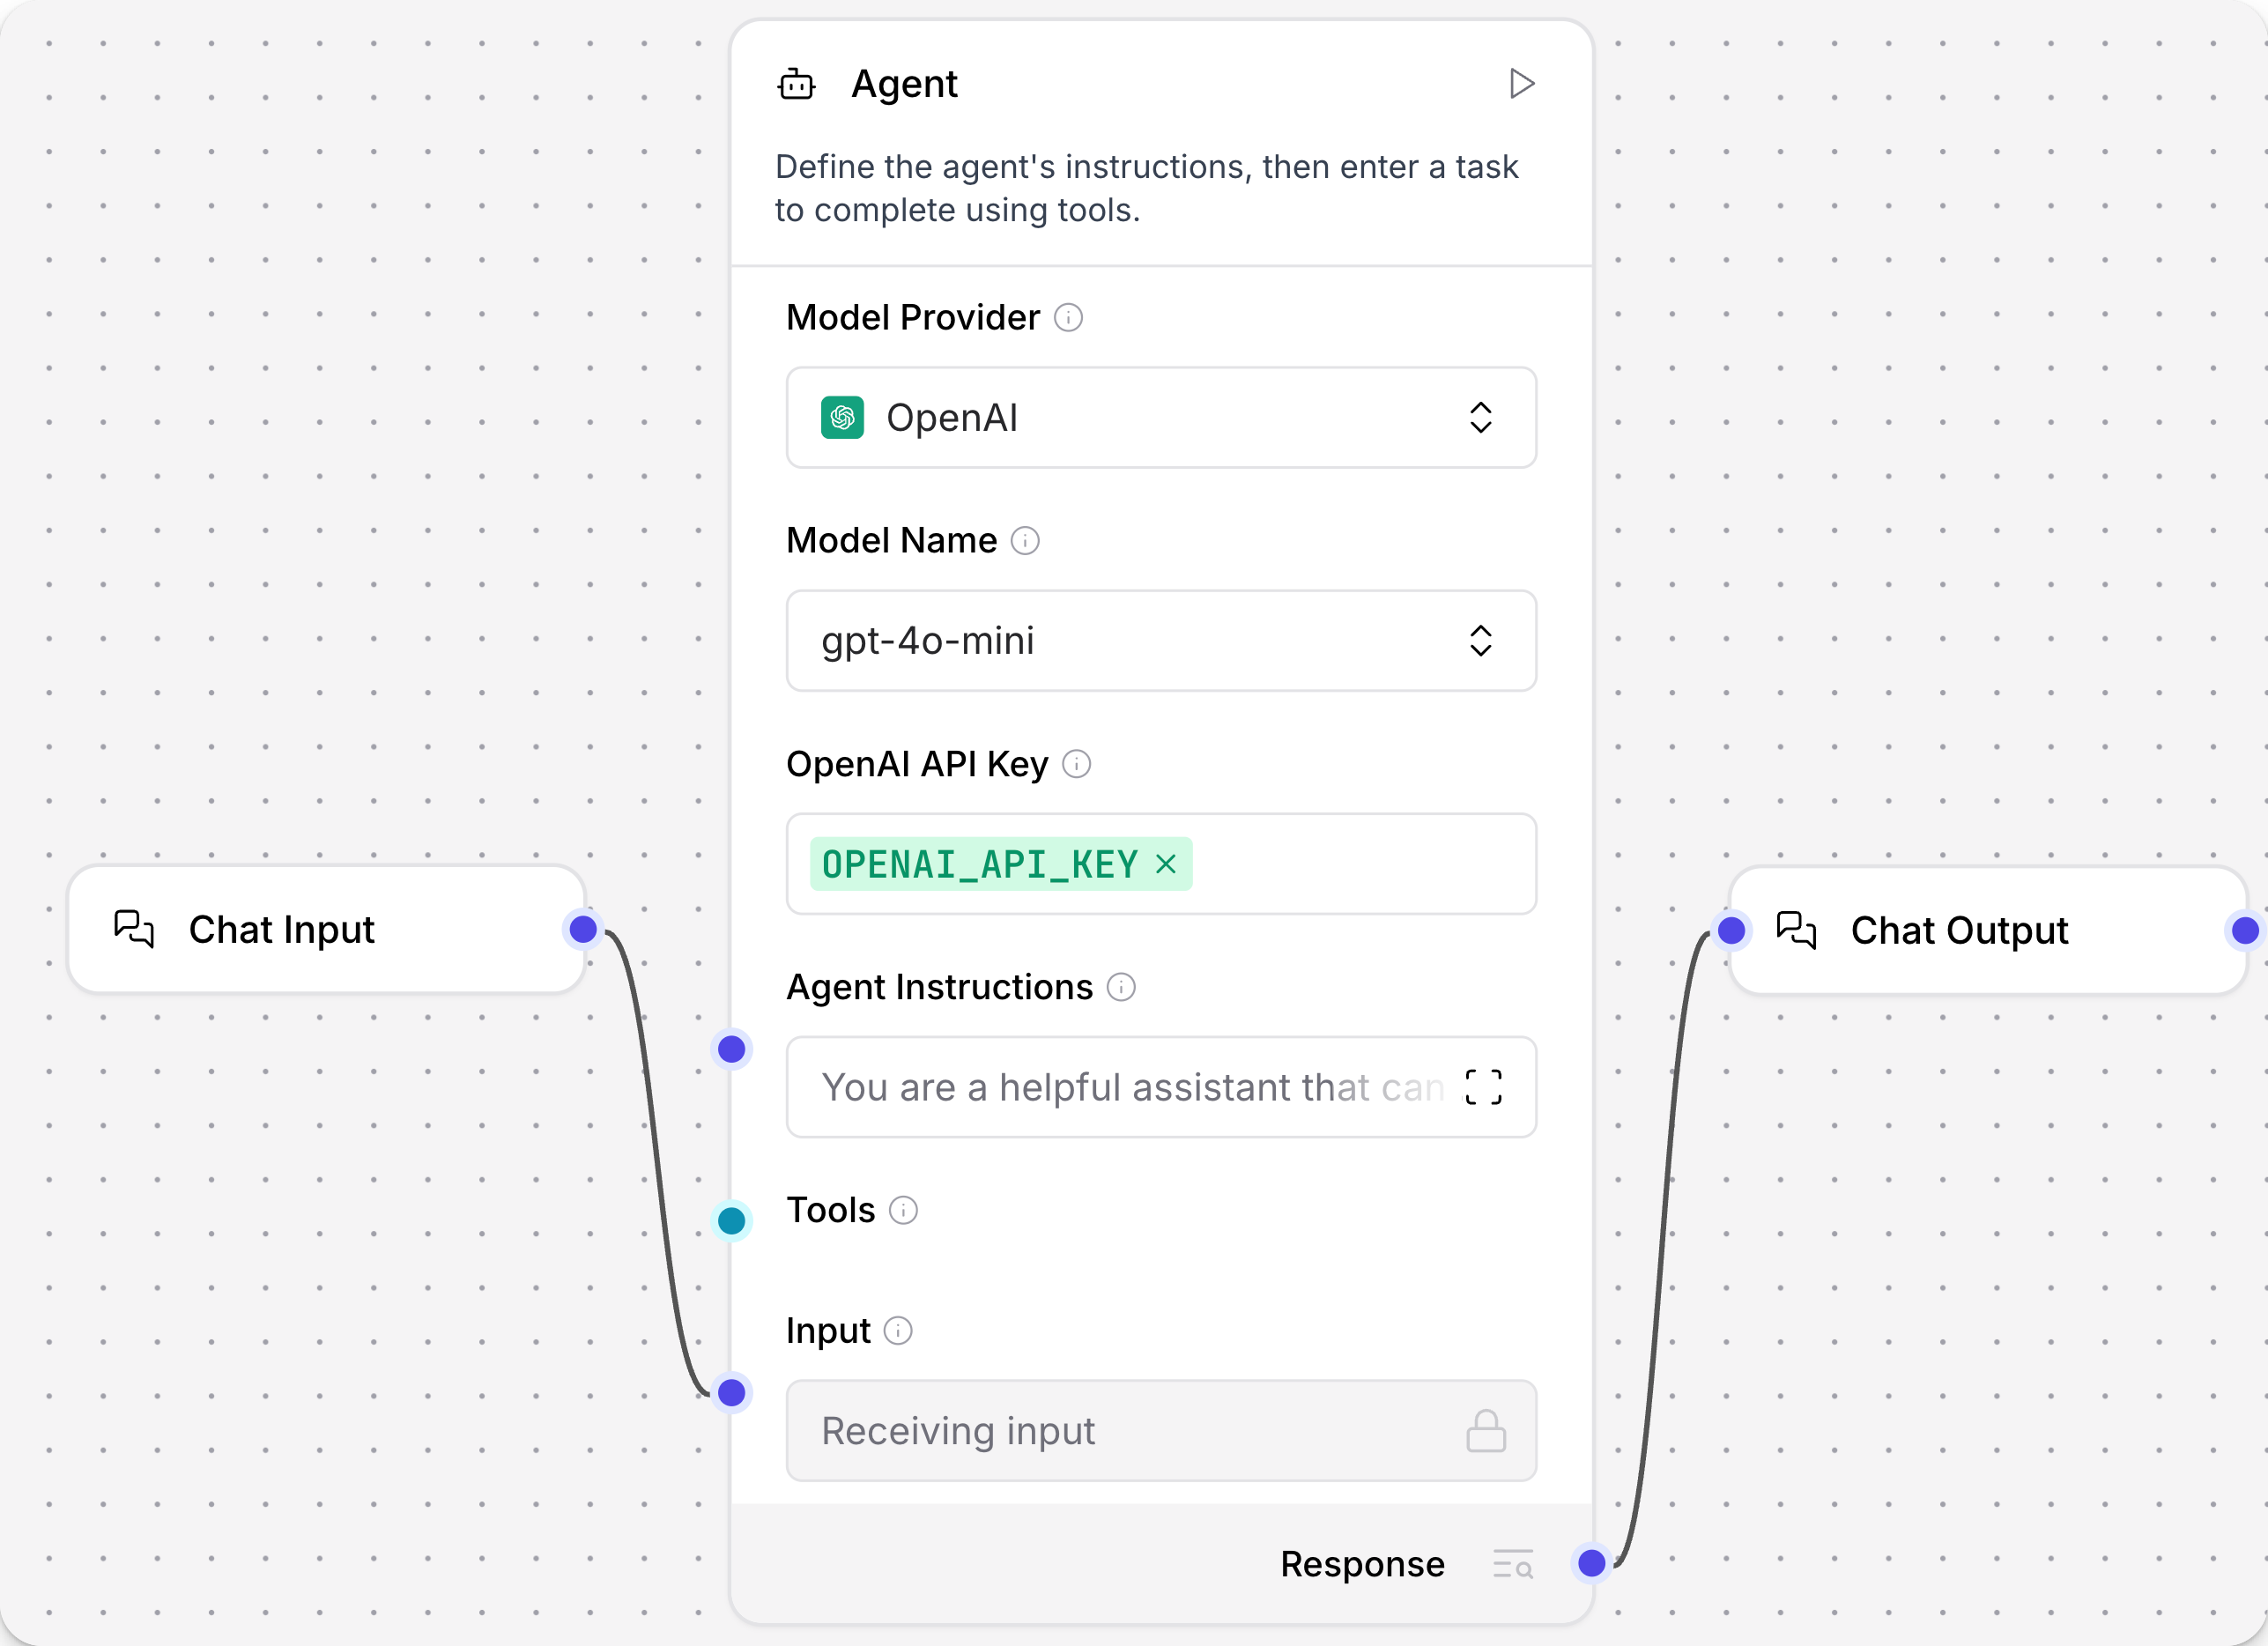 Agent
Define the agent's instructions, then enter a task
to complete using tools.
Model Provider
OpenAI
Model Name
gpt-4o-mini
OpenAI API Key
OPENAI_API_KEY
Chat Input
Chat Output
Agent Instructions
You are a helpful assistant that can
Tools
Input
Receiving input
Response